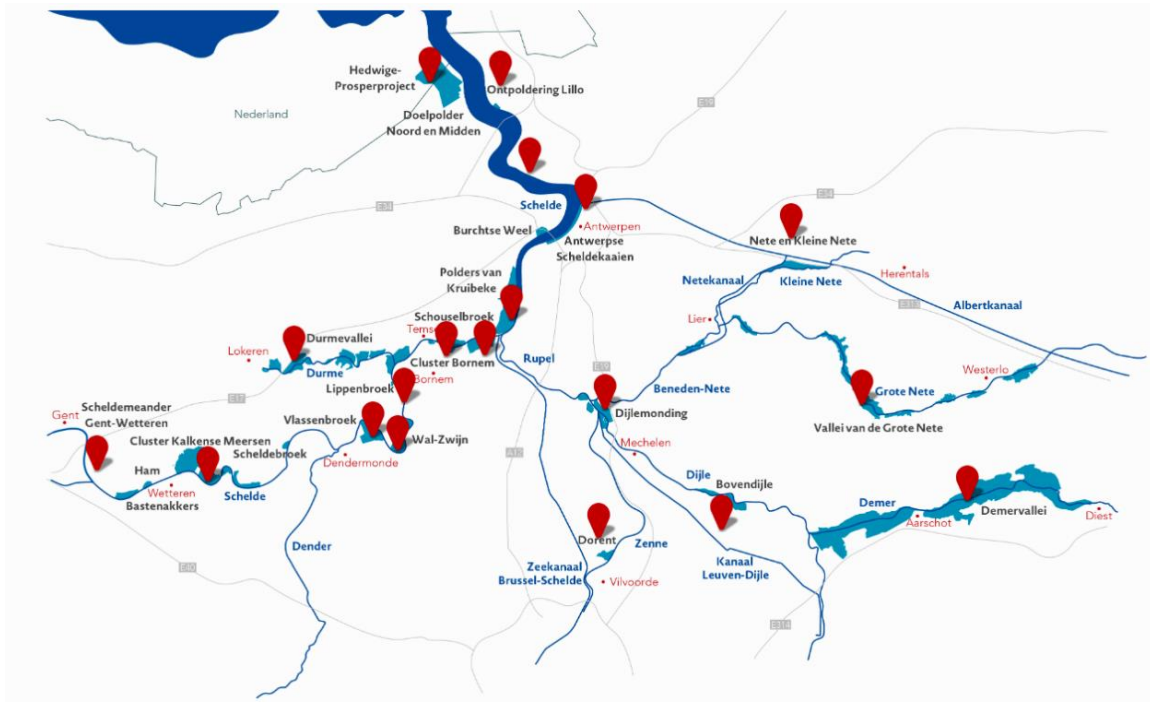 Hedwige-
Prosperproject
Ontpoldering Lillo
Nederland
Doelpolder
Noord en Midden
E19
E34
E34
Schelde
Antwerpen
Burchtse Weel
Antwerpse
Scheldekaaien
Nete en Kleine Nete
Polders van
Kruibeke
Netekanaal
Kleine Nete
Herentals
E313
Albertkanaal
Schouselbroek
Lier
Durmevallei
Lokeren
Durme
Cluster Bornem
Rupel
E19
Bornem
Lippenbroek
Beneden-Nete
Grote Nete
Westerlo
E17
Scheldemeander
Gent-Wetteren
Gent
Vlassenbroek
Wal-Zwijn
Dijlemonding
Vallei van de Grote Nete
Cluster Kalkense Meersen
Scheldebroek
Ham
Wetteren
Bastenakkers
Schelde
Dendermonde
A12
Mechelen
Dijle
Bovendijle
Demer
Aarschot
Demervallei
Diest
Dender
Dorent
Zenne
Zeekanaal
Brussel-Schelde
Vilvoorde
Kanaal
Leuven-Dijle
E40
E314